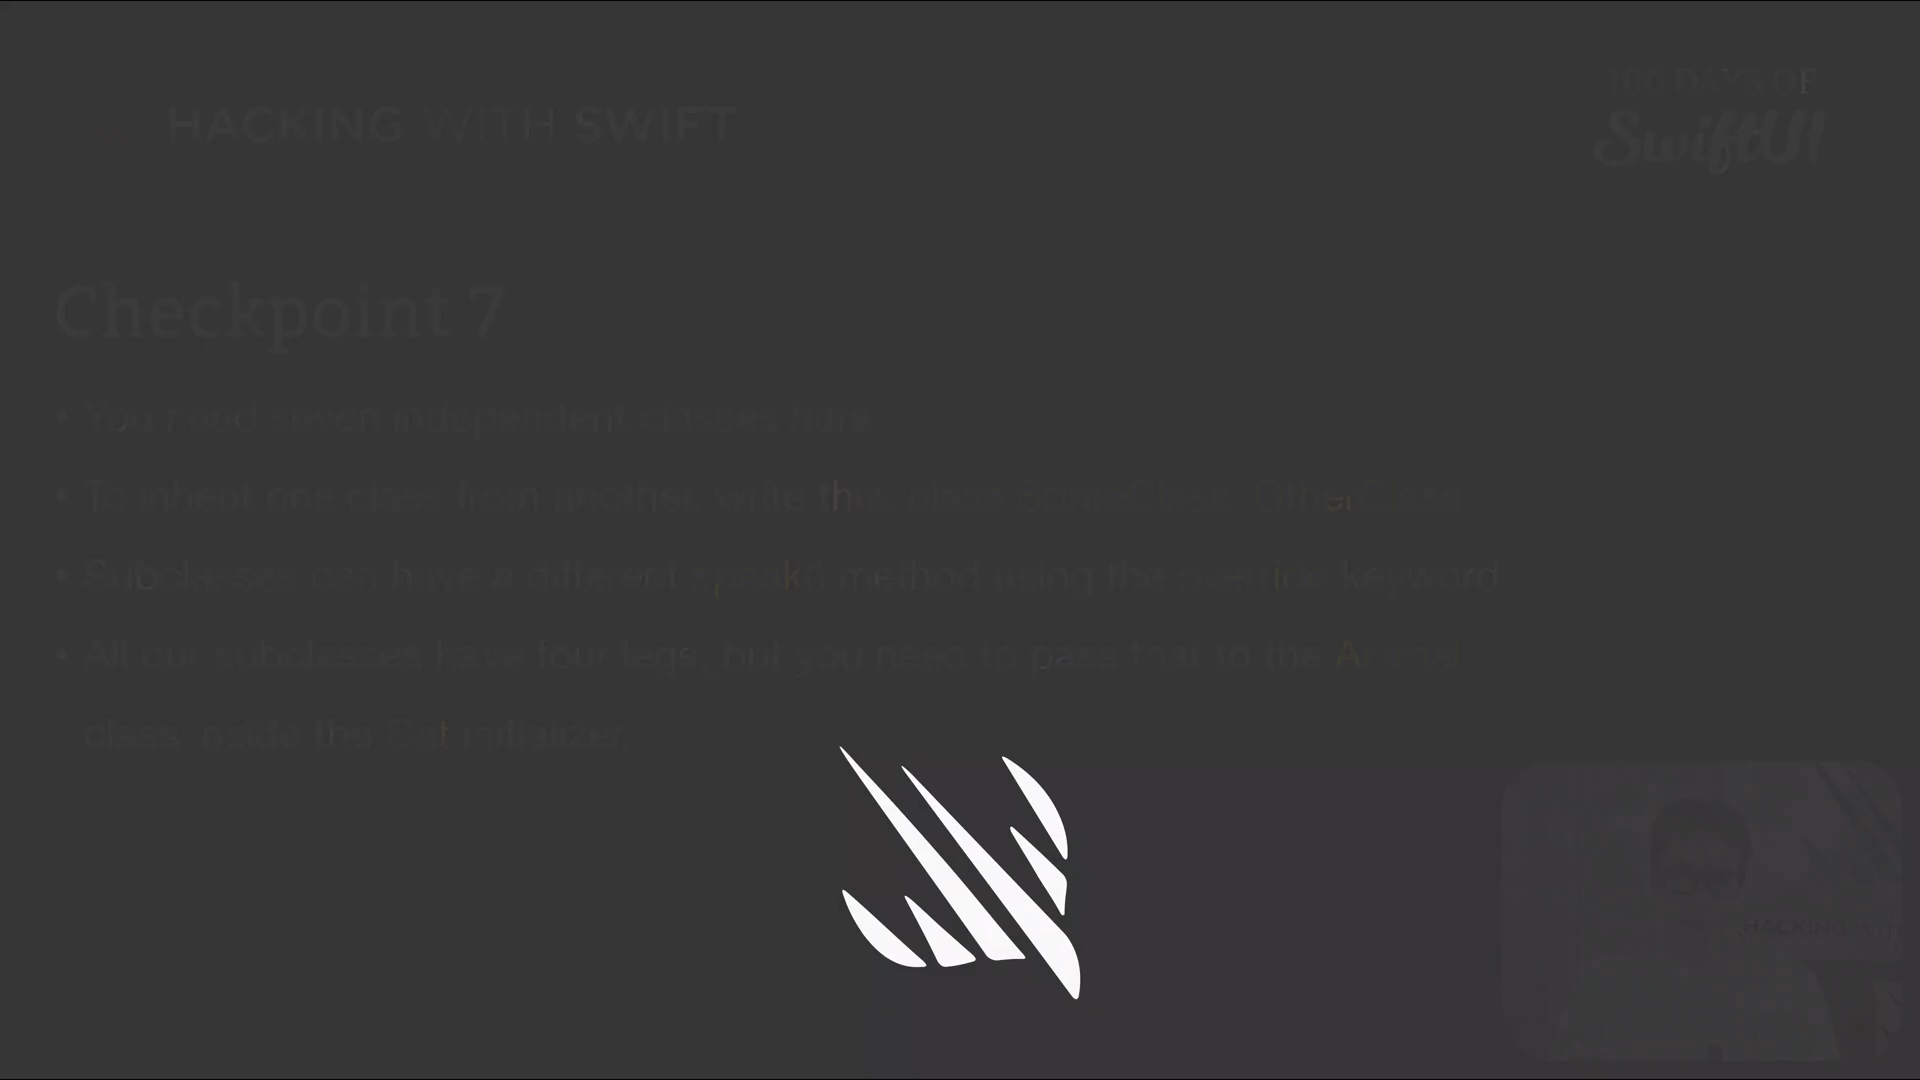 100 DAYS OF
HACKING WITH SWIFT
SwiftUI
Checkpoint 7
• You need seven independent classes here
• To inherit one class from another, write this: class SomeClass: OtherClass
• Subclasses can have a different speak() method using the override keyword
• All our subclasses have four legs, but you need to pass that to the Animal
class inside the Cat initializer.
HACKING WIT